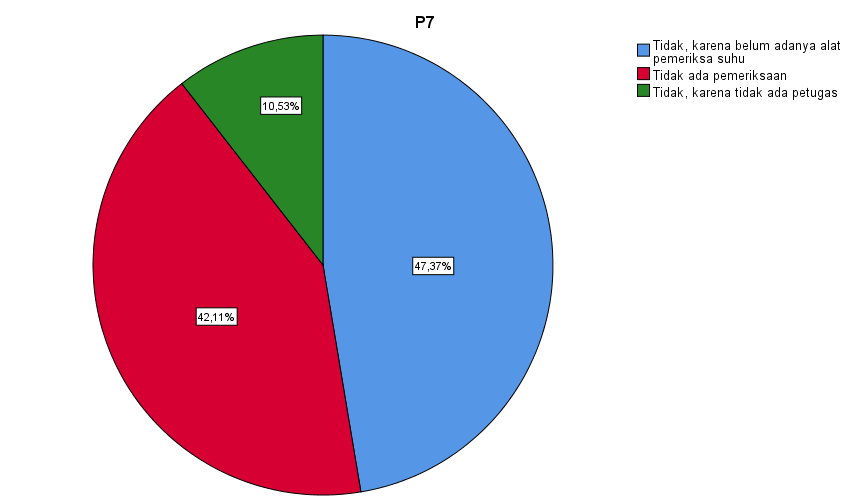 P7
Tidak, karena belum adanya alat
pemeriksa suhu
Tidak ada pemeriksaan
Tidak, karena tidak ada petugas
10,53%
47,37%
42,11%